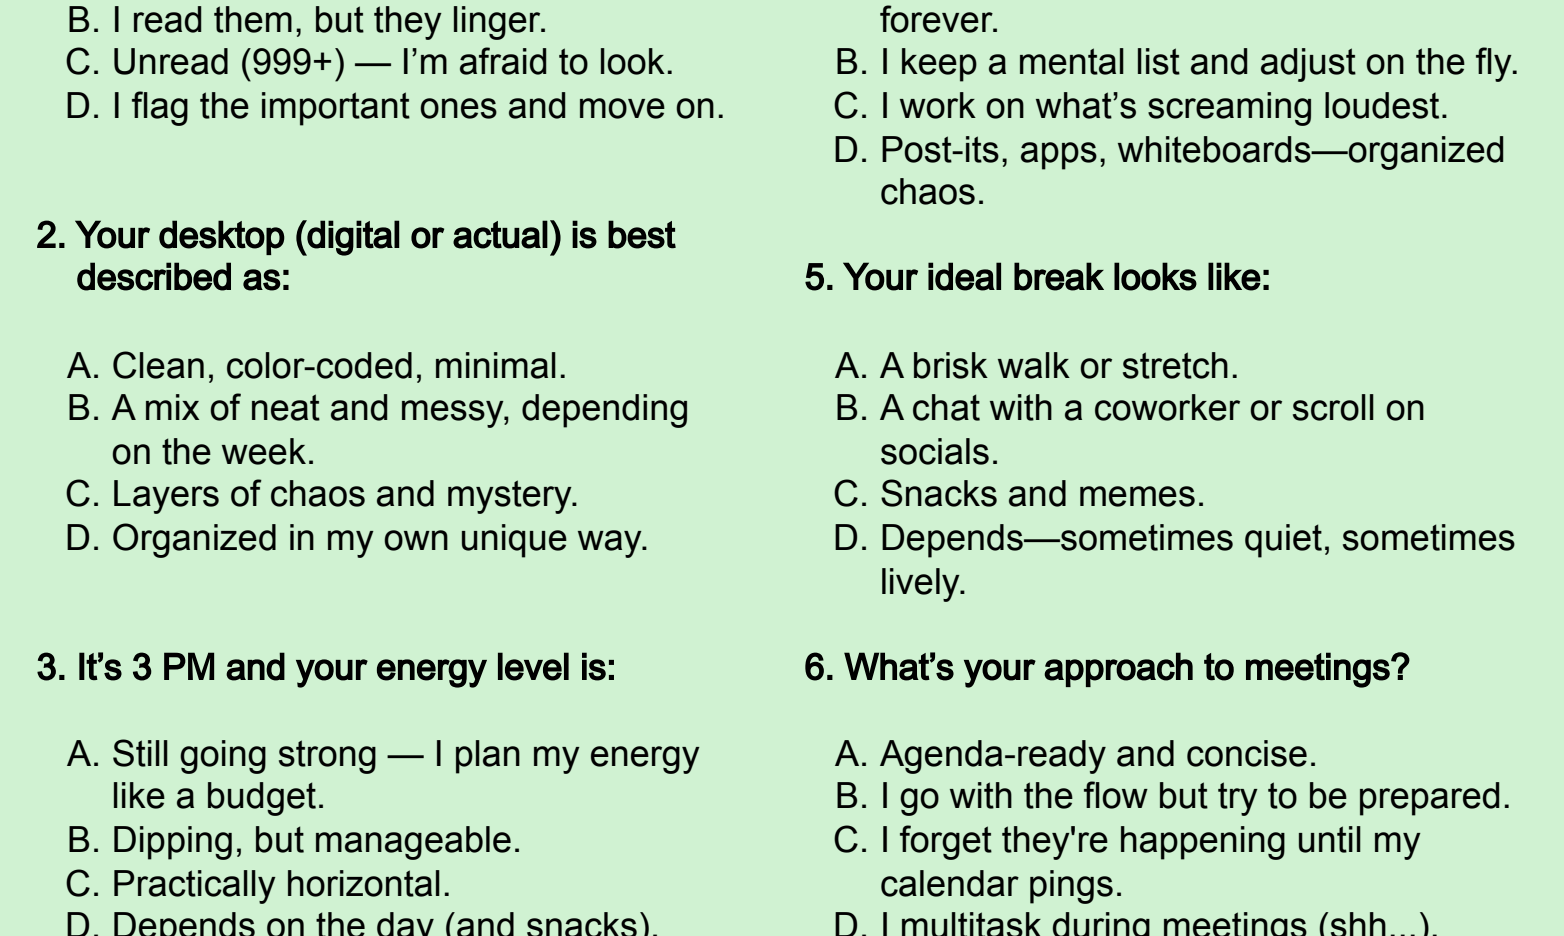 B. I read them, but they linger.
C. Unread (999+) — I’m afraid to look.
D. I flag the important ones and move on.
2. Your desktop (digital or actual) is best
described as:
A. Clean, color-coded, minimal.
B. A mix of neat and messy, depending
on the week.
C. Layers of chaos and mystery.
D. Organized in my own unique way.
3. It’s 3 PM and your energy level is:
A. Still going strong — I plan my energy
like a budget.
B. Dipping, but manageable.
C. Practically horizontal.
D. Depends on the day (and snacks).
forever.
B. I keep a mental list and adjust on the fly.
C. I work on what’s screaming loudest.
D. Post-its, apps, whiteboards—organized
chaos.
5. Your ideal break looks like:
A. A brisk walk or stretch.
B. A chat with a coworker or scroll on
socials.
C. Snacks and memes.
D. Depends—sometimes quiet, sometimes
lively.
6. What’s your approach to meetings?
A. Agenda-ready and concise.
B. I go with the flow but try to be prepared.
C. I forget they're happening until my
calendar pings.
D. I multitask during meetings (shh...).